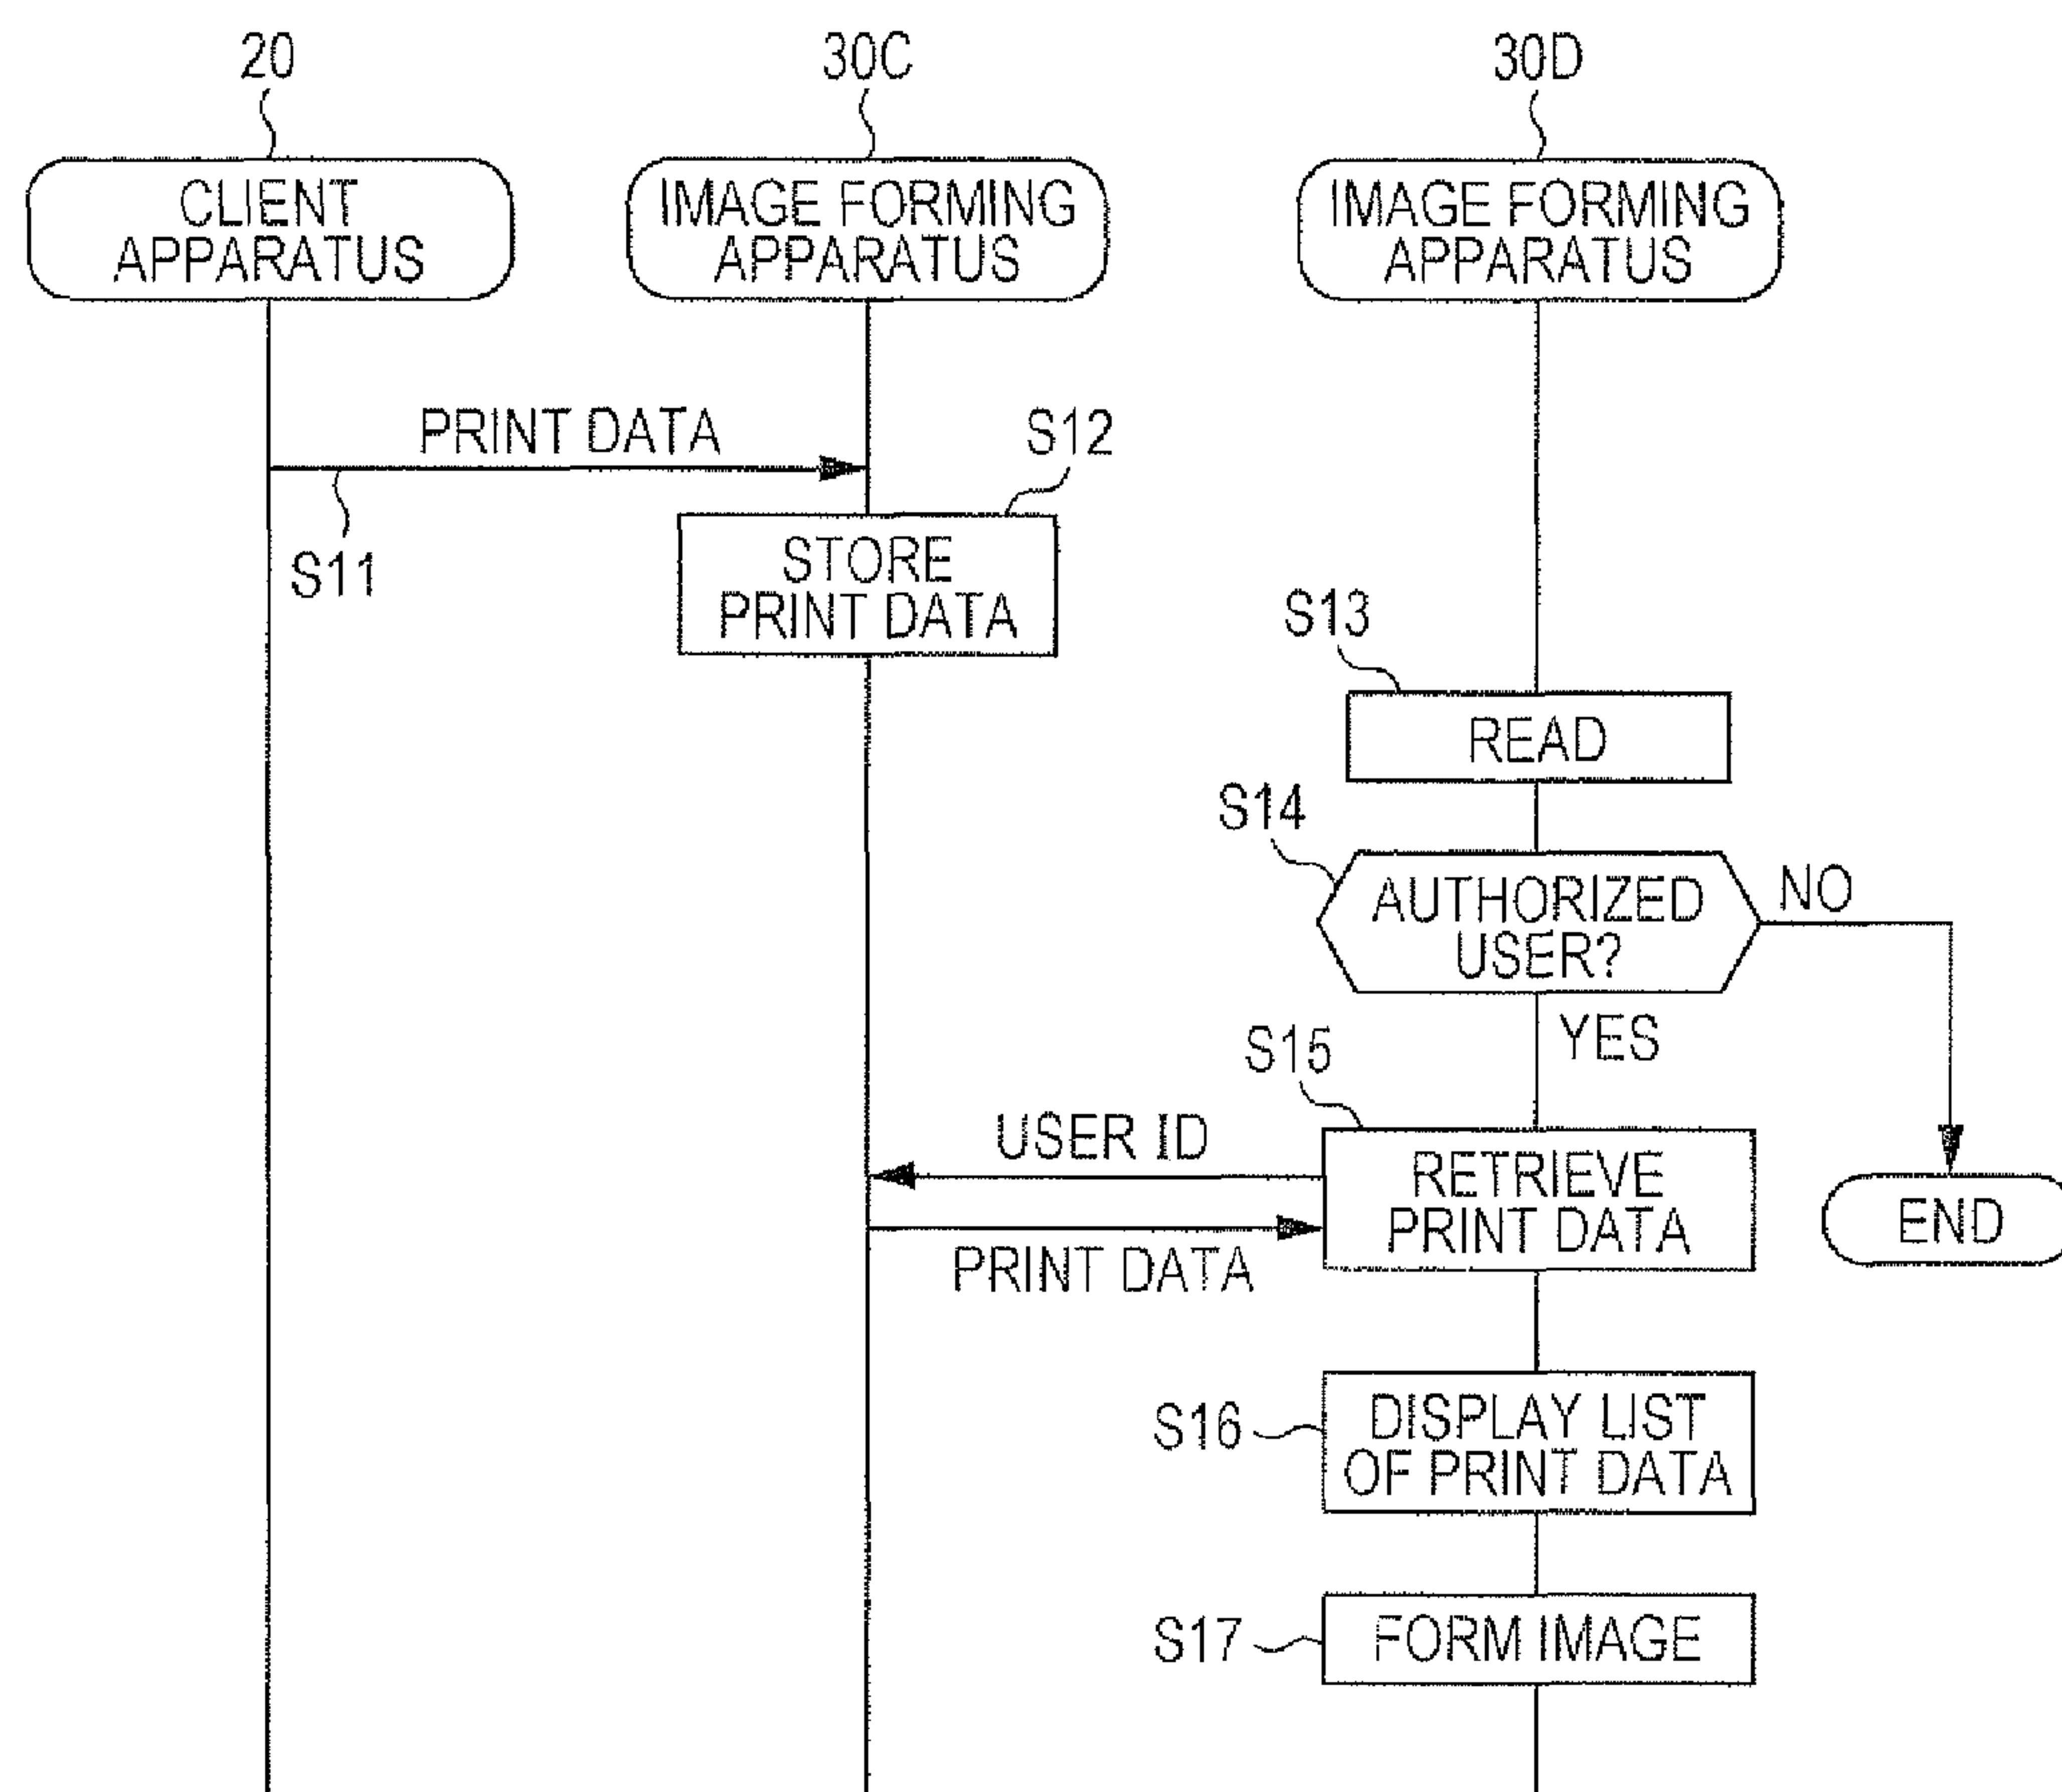 20
30C
30D
CLIENT
APPARATUS
IMAGE FORMING
APPARATUS
IMAGE FORMING
APPARATUS
PRINT DATA
S11
S12
STORE
PRINT DATA
S13
READ
S14
AUTHORIZED
USER?
NO
YES
S15
USER ID
RETRIEVE
PRINT DATA
PRINT DATA
END
S16
DISPLAY LIST
OF PRINT DATA
S17
FORM IMAGE